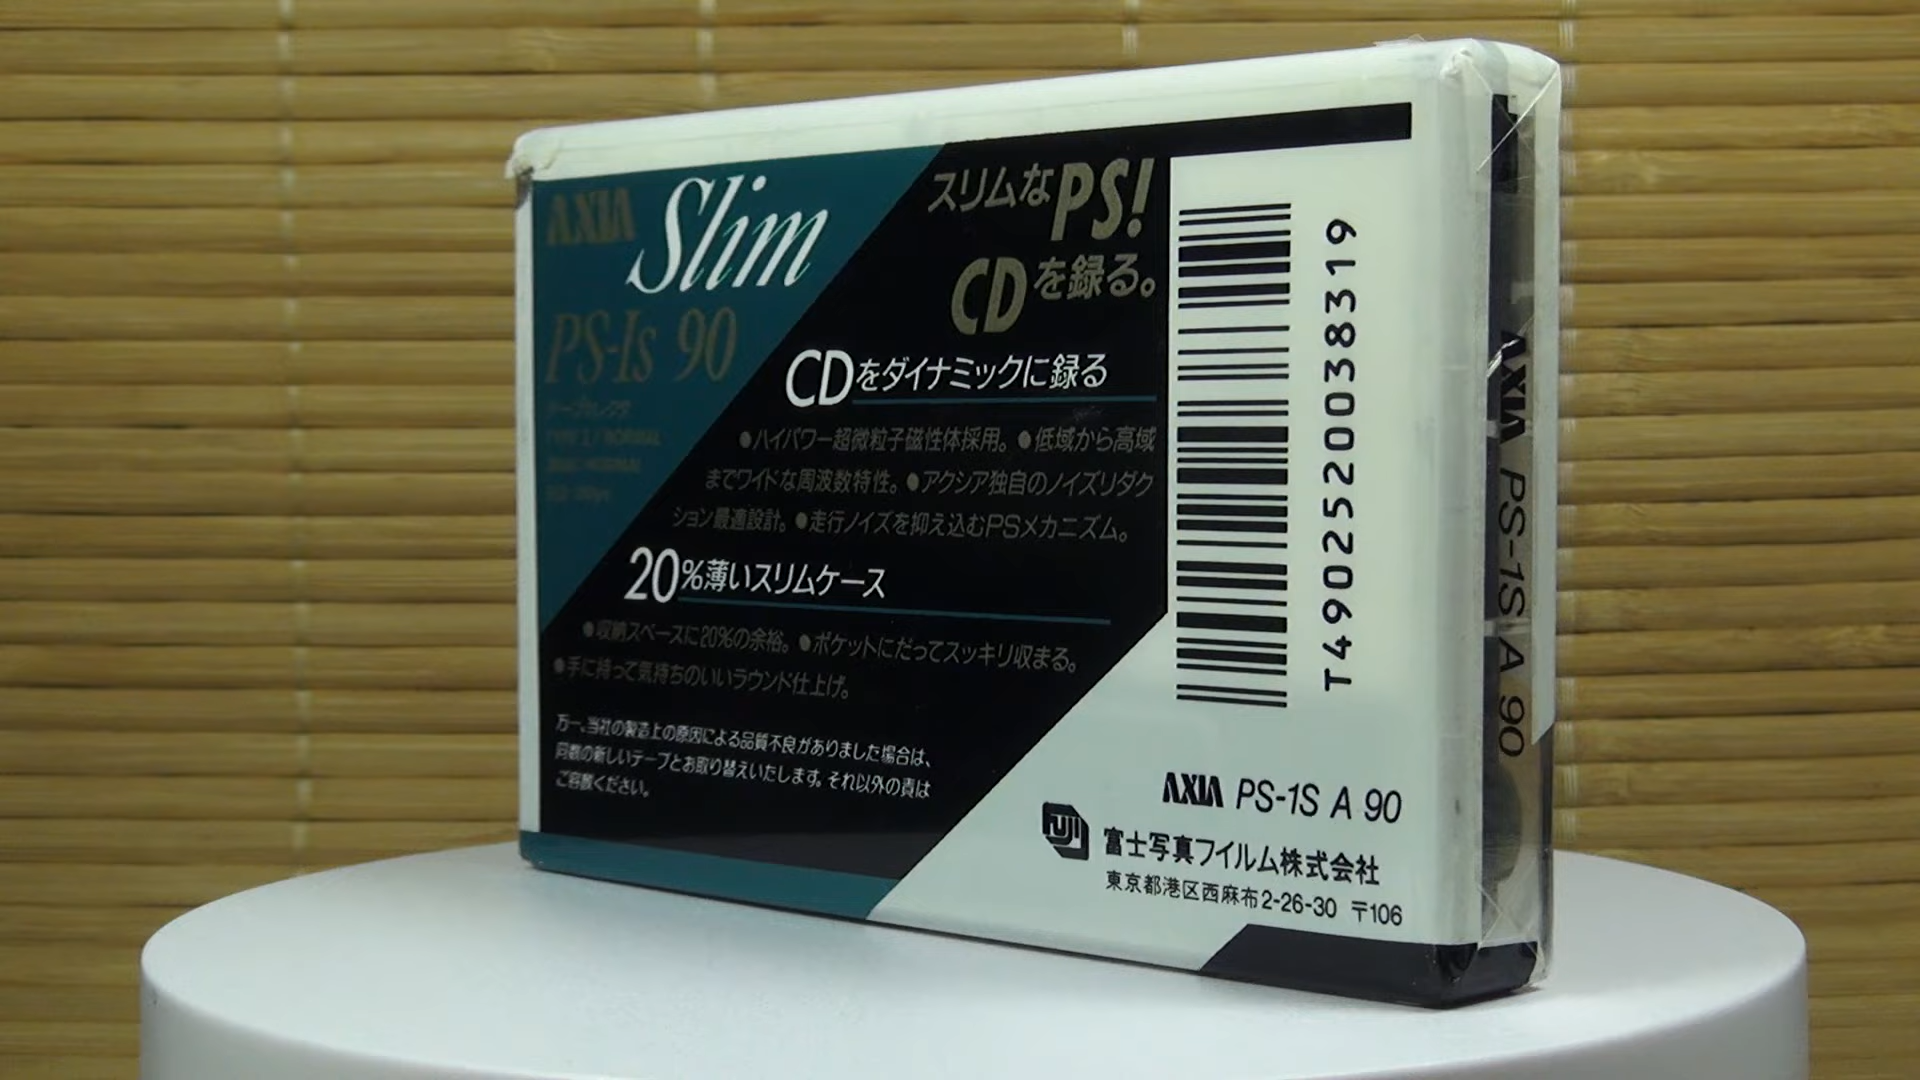 AXIA Slim
PS-Is 90
スリムなPS!
CDを録る。
CDをダイナミックに録る
●ハイパワー超微粒子磁性体採用。●低域から高域
までワイドな周波数特性。●アクシア独自のノイズリダク
ション最適設計。●走行ノイズを抑え込むPSメカニズム。
20%薄いスリムケース
●収納スペースに20%の余裕。●ポケットにだってスッキリ収まる。
●手に持って気持ちのいいラウンド仕上げ。
万一、当社の製造上の原因による品質不良がありました場合は、
同数の新しいテープとお取り替えいたします。それ以外の責は
ご容赦ください。
T4902520038319
AXIA PS-1S A 90
FUJI 富士写真フイルム株式会社
東京都港区西麻布2-26-30 〒106
AXIA PS-1S A 90